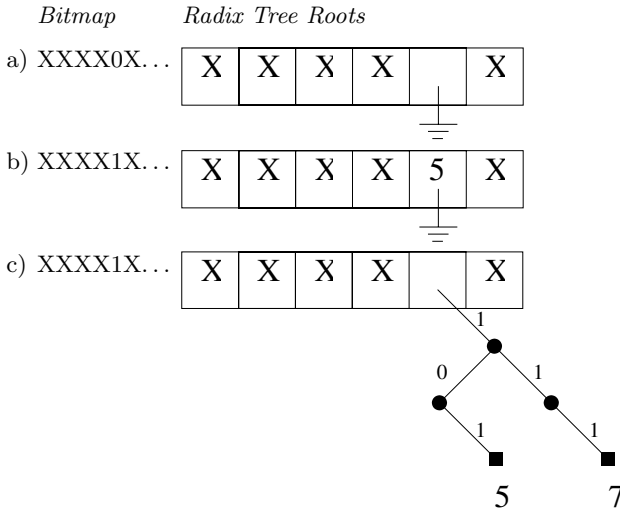 Bitmap Radix Tree Roots
a) XXXX0X... X X X X X
b) XXXX1X... X X X X 5 X
c) XXXX1X... X X X X X
1
0 1
1 1
5 7